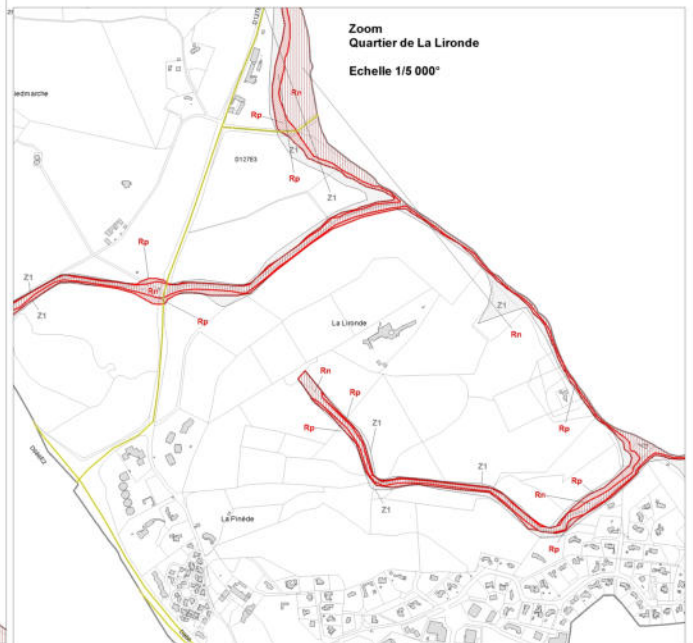 Zoom
Quartier de La Lironde
Echelle 1/5 000°
Rn
Rp
D127E3
Z1
Rp
Z1
Rp
Z1
Rn
Z1
Rp
Z1
La Lironde
Rn
Rn
Rp
Rp
Z1
Rp
Z1
Rn
Rp
Z1
La Pinède
Rp